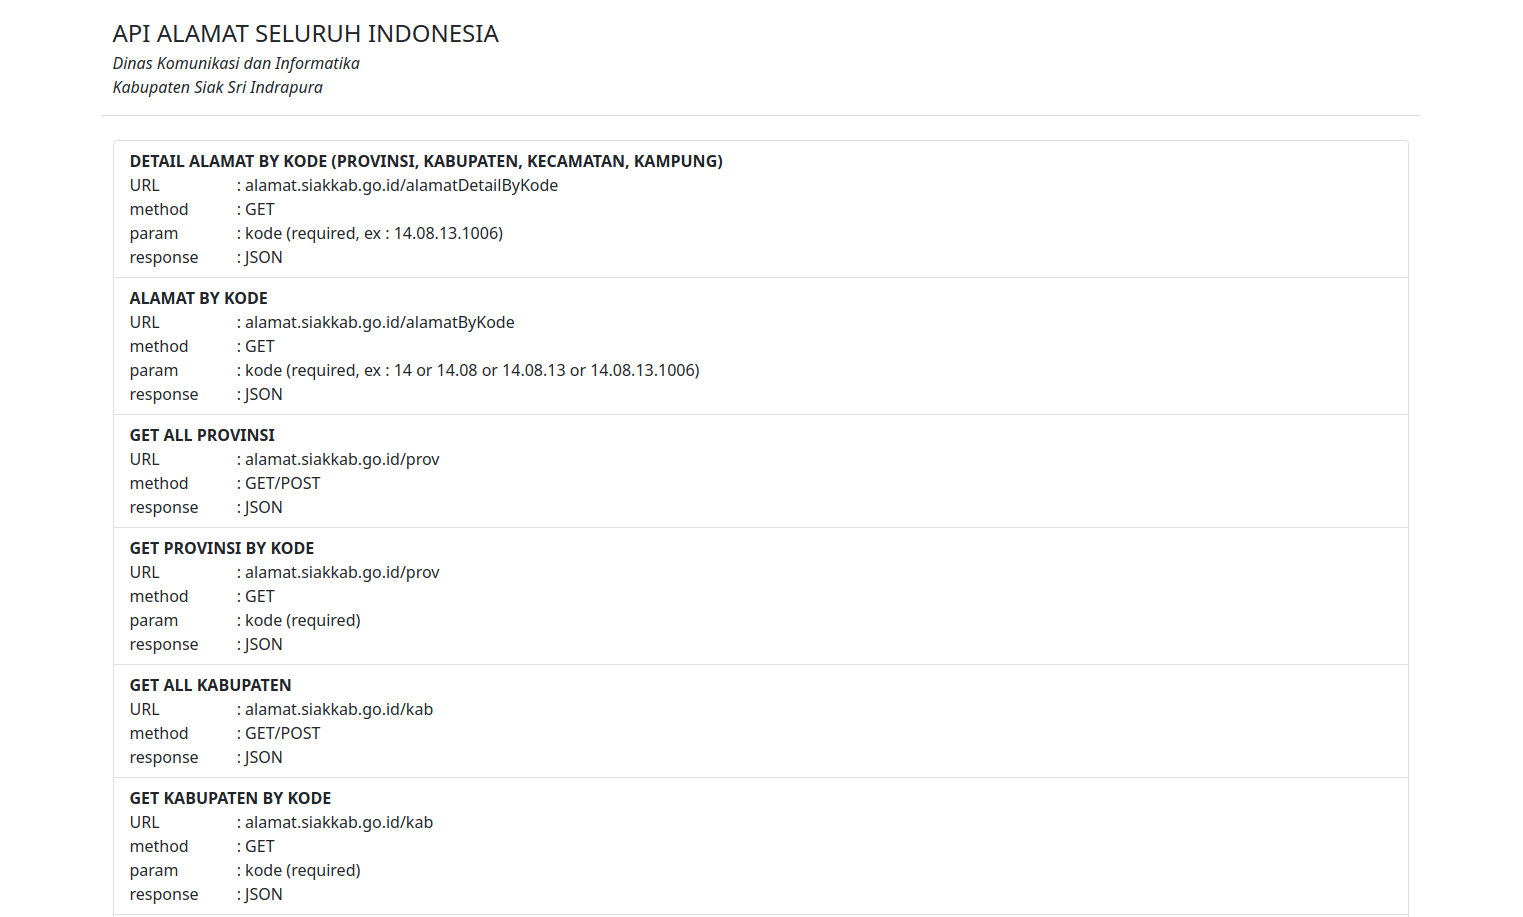 API ALAMAT SELURUH INDONESIA
Dinas Komunikasi dan Informatika
Kabupaten Siak Sri Indrapura
DETAIL ALAMAT BY KODE (PROVINSI, KABUPATEN, KECAMATAN, KAMPUNG)
URL : alamat.siakkab.go.id/alamatDetailByKode
method : GET
param : kode (required, ex : 14.08.13.1006)
response : JSON
ALAMAT BY KODE
URL : alamat.siakkab.go.id/alamatByKode
method : GET
param : kode (required, ex : 14 or 14.08 or 14.08.13 or 14.08.13.1006)
response : JSON
GET ALL PROVINSI
URL : alamat.siakkab.go.id/prov
method : GET/POST
response : JSON
GET PROVINSI BY KODE
URL : alamat.siakkab.go.id/prov
method : GET
param : kode (required)
response : JSON
GET ALL KABUPATEN
URL : alamat.siakkab.go.id/kab
method : GET/POST
response : JSON
GET KABUPATEN BY KODE
URL : alamat.siakkab.go.id/kab
method : GET
param : kode (required)
response : JSON